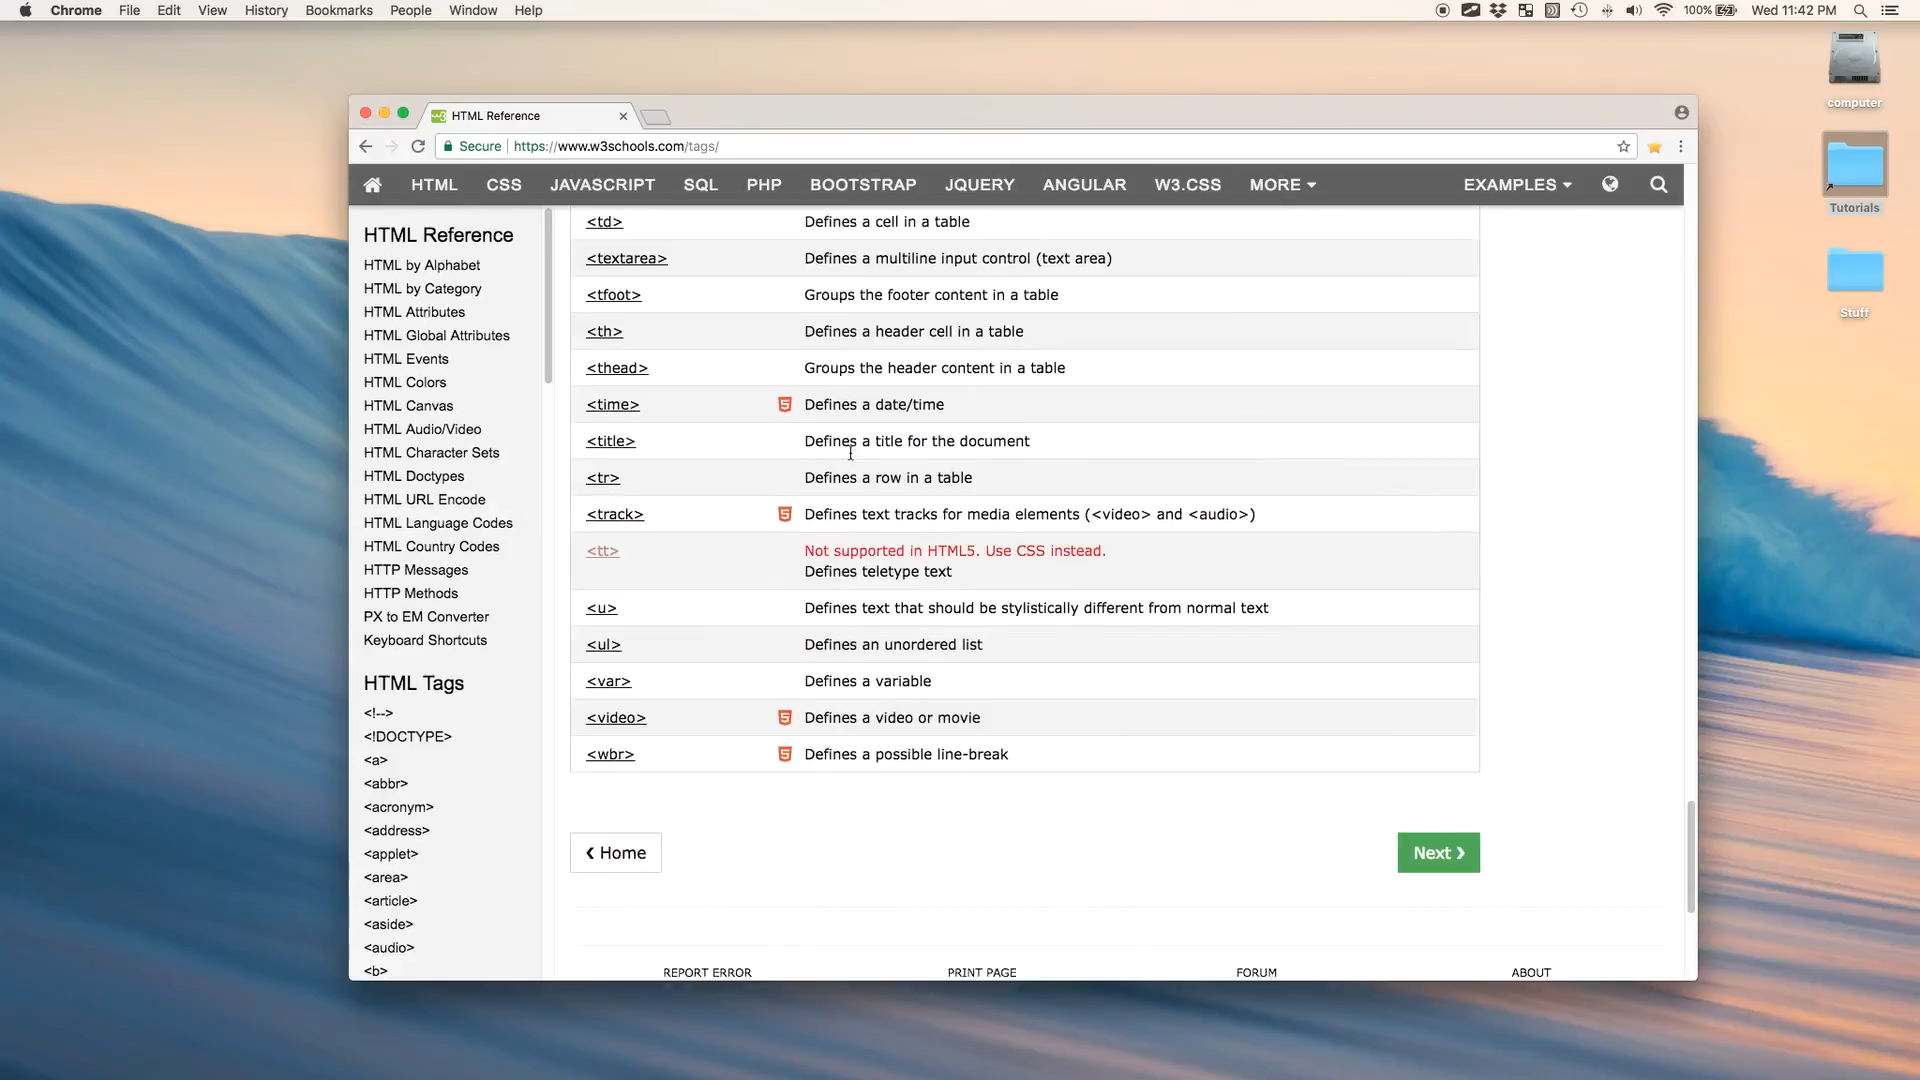 Chrome File Edit View History Bookmarks People Window Help
100% Wed 11:42 PM
computer
Tutorials
Stuff
HTML Reference
Secure https://www.w3schools.com/tags/
HTML CSS JAVASCRIPT SQL PHP BOOTSTRAP JQUERY ANGULAR W3.CSS MORE EXAMPLES
HTML Reference
HTML by Alphabet
HTML by Category
HTML Attributes
HTML Global Attributes
HTML Events
HTML Colors
HTML Canvas
HTML Audio/Video
HTML Character Sets
HTML Doctypes
HTML URL Encode
HTML Language Codes
HTML Country Codes
HTTP Messages
HTTP Methods
PX to EM Converter
Keyboard Shortcuts
HTML Tags
<!-->
<!DOCTYPE>
<a>
<abbr>
<acronym>
<address>
<applet>
<area>
<article>
<aside>
<audio>
<b>
<td> Defines a cell in a table
<textarea> Defines a multiline input control (text area)
<tfoot> Groups the footer content in a table
<th> Defines a header cell in a table
<thead> Groups the header content in a table
<time> 5 Defines a date/time
<title> Defines a title for the document
<tr> Defines a row in a table
<track> 5 Defines text tracks for media elements (<video> and <audio>)
<tt> Not supported in HTML5. Use CSS instead.
Defines teletype text
<u> Defines text that should be stylistically different from normal text
<ul> Defines an unordered list
<var> Defines a variable
<video> 5 Defines a video or movie
<wbr> 5 Defines a possible line-break
❮ Home Next ❯
REPORT ERROR PRINT PAGE FORUM ABOUT